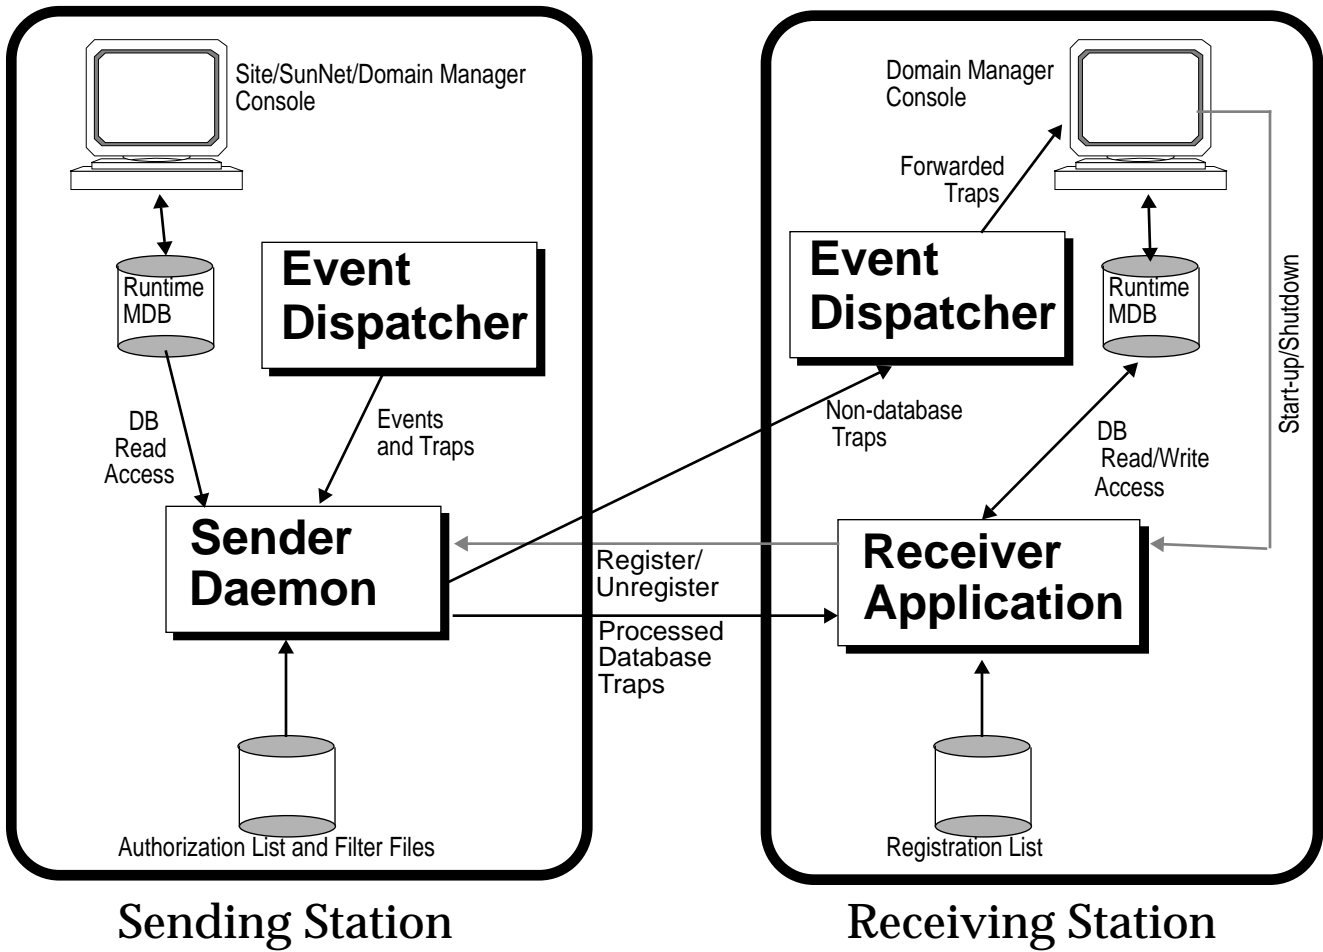 Site/SunNet/Domain Manager
Console
Runtime
MDB
Event
Dispatcher
DB
Read
Access
Events
and Traps
Sender
Daemon
Authorization List and Filter Files
Sending Station
Register/
Unregister
Processed
Database
Traps
Domain Manager
Console
Forwarded
Traps
Event
Dispatcher
Runtime
MDB
Start-up/Shutdown
Non-database
Traps
DB
Read/Write
Access
Receiver
Application
Registration List
Receiving Station